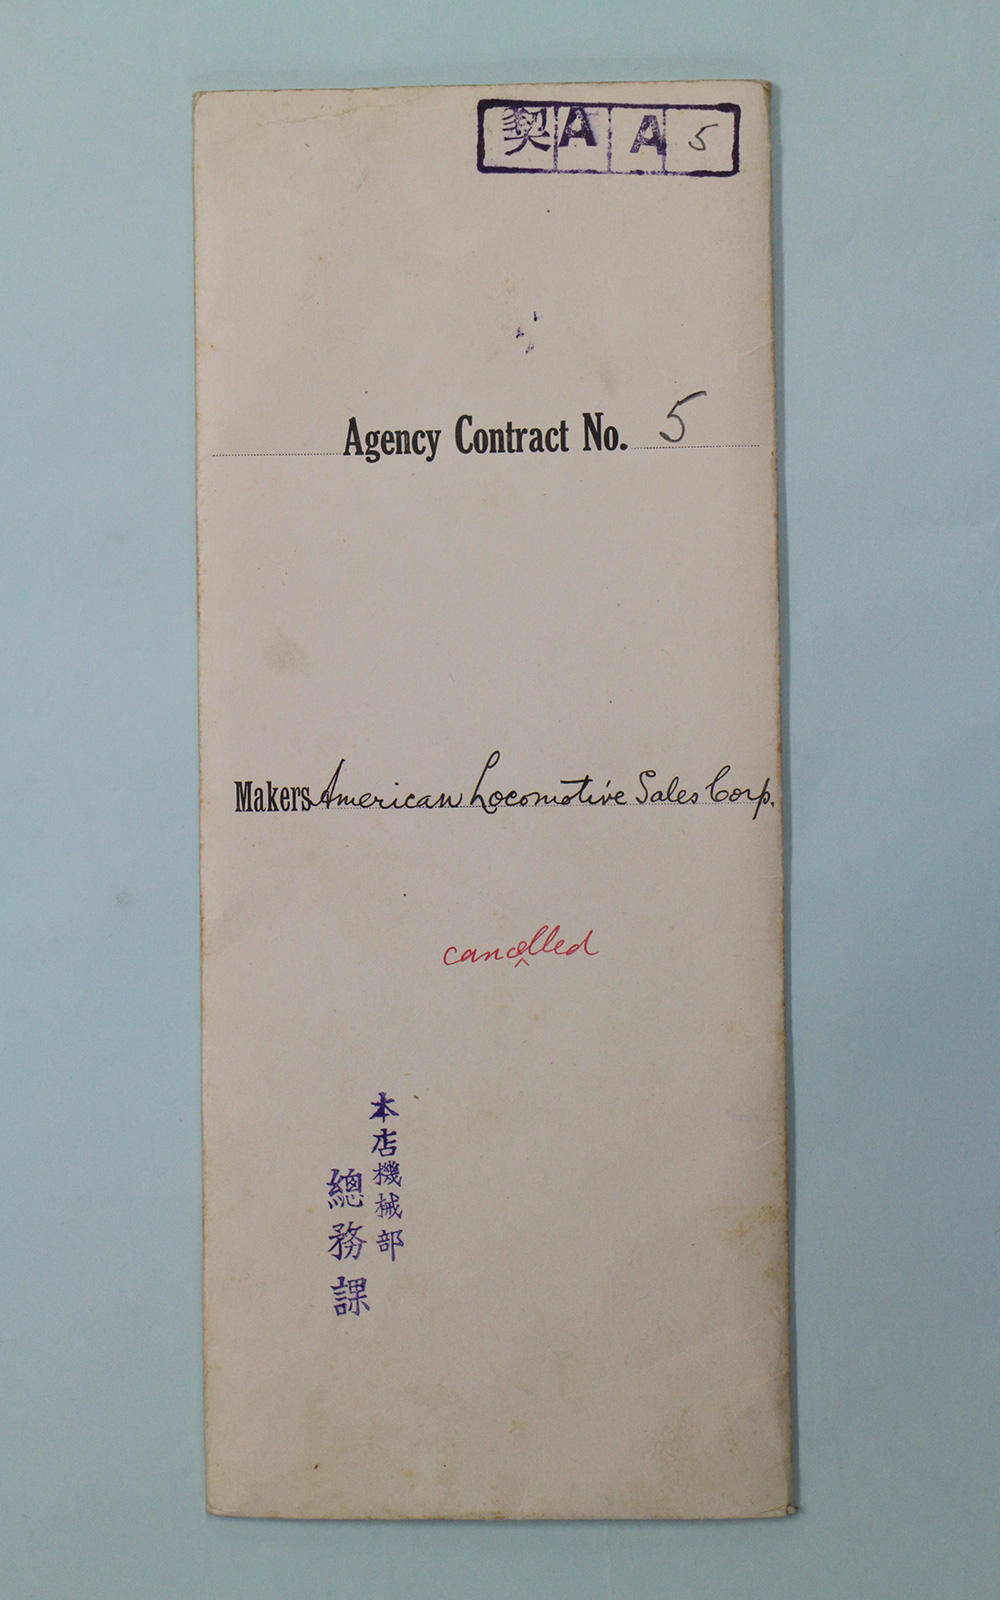 契 A A 5
Agency Contract No. 5
Makers American Locomotive Sales Corp.
cancelled
本店機械部
總務課